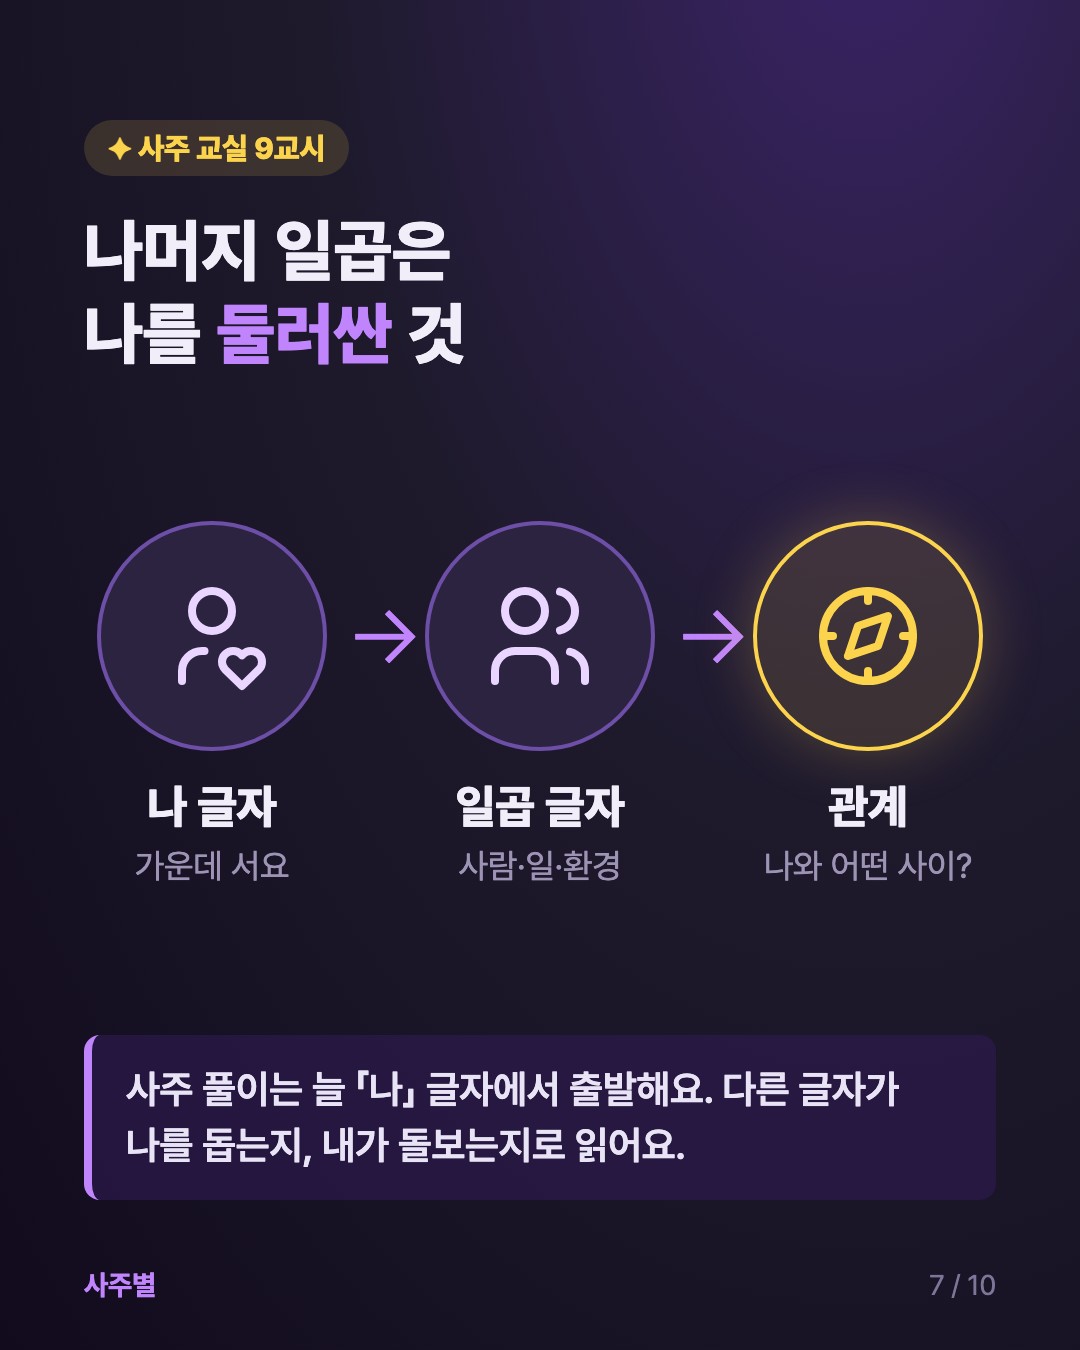 ✦ 사주 교실 9교시
나머지 일곱은
나를 둘러싼 것
나 글자
가운데 서요
일곱 글자
사람·일·환경
관계
나와 어떤 사이?
사주 풀이는 늘 「나」 글자에서 출발해요. 다른 글자가
나를 돕는지, 내가 돌보는지로 읽어요.
사주별
7 / 10